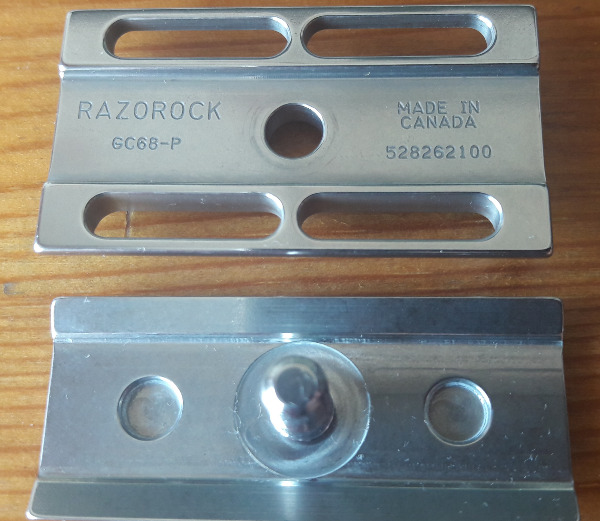 RAZOROCK
GC68-P
MADE IN
CANADA
528262100